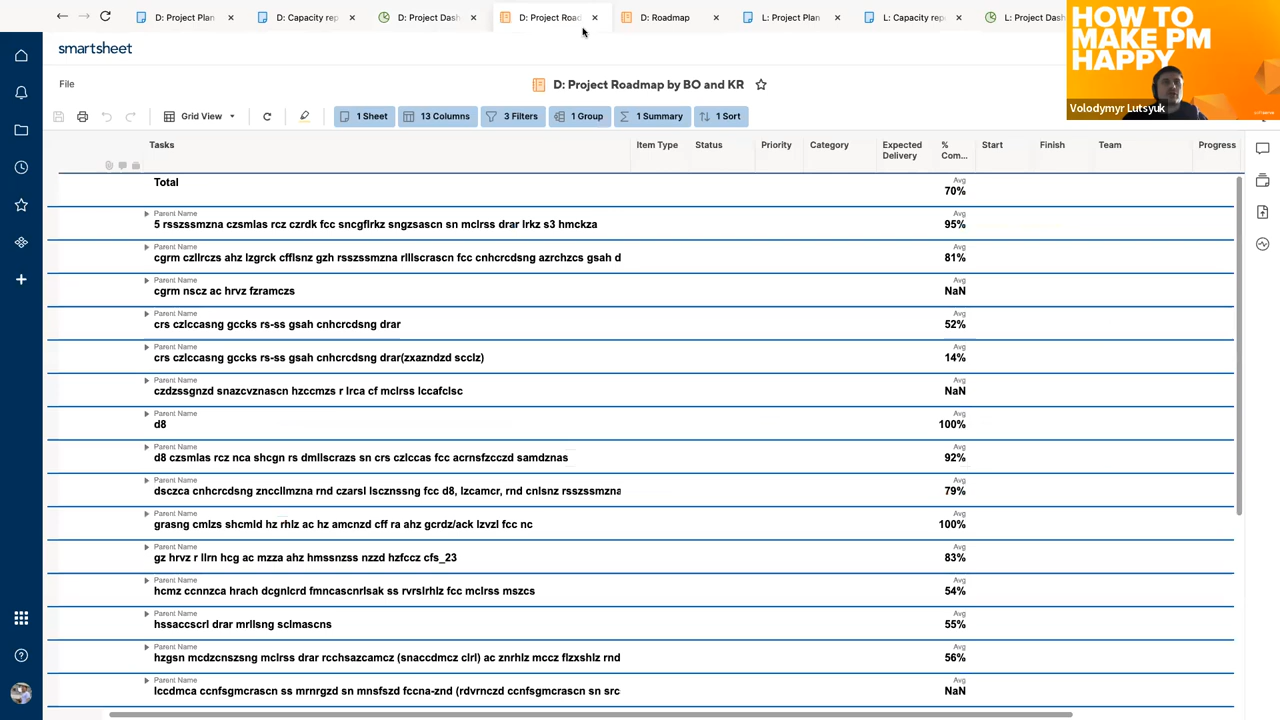 D: Project Plan
D: Capacity rep
D: Project Dash
D: Project Road
D: Roadmap
L: Project Plan
L: Capacity rep
L: Project Dash
HOW TO
MAKE PM
HAPPY
Volodymyr Lutsyuk
smartsheet
File
D: Project Roadmap by BO and KR
Grid View
1 Sheet
13 Columns
3 Filters
1 Group
1 Summary
1 Sort
Tasks
Item Type
Status
Priority
Category
Expected
Delivery
%
Com...
Start
Finish
Team
Progress
Total
Avg
70%
Parent Name
Avg
5 rsszssmzna czsmlas rcz czrdk fcc sncgflrkz sngzsascn sn mclrss drar lrkz s3 hmckza
95%
Parent Name
Avg
cgrm czllrczs ahz lzgrck cfflsnz gzh rsszssmzna rlllscrascn fcc cnhcrcdsng azrchzcs gsah d
81%
Parent Name
Avg
cgrm nscz ac hrvz fzramczs
NaN
Parent Name
Avg
crs czlccasng gccks rs-ss gsah cnhcrcdsng drar
52%
Parent Name
Avg
crs czlccasng gccks rs-ss gsah cnhcrcdsng drar(zxazndzd scclz)
14%
Parent Name
Avg
czdzssgnzd snazcvznascn hzccmzs r lrca cf mclrss lccafclsc
NaN
Parent Name
Avg
d8
100%
Parent Name
Avg
d8 czsmlas rcz nca shcgn rs dmllscrazs sn crs czlccas fcc acrnsfzcczd samdznas
92%
Parent Name
Avg
dsczca cnhcrcdsng znccllmzna rnd czarsl lscznssng fcc d8, lzcamcr, rnd cnlsnz rsszssmzna
79%
Parent Name
Avg
grasng cmlzs shcmld hz rhlz ac hz amcnzd cff ra ahz gcrdz/ack lzvzl fcc nc
100%
Parent Name
Avg
gz hrvz r llrn hcg ac mzza ahz hmssnzss nzzd hzfccz cfs_23
83%
Parent Name
Avg
hcmz ccnnzca hrach dcgnlcrd fmncascnrlsak ss rvrslrhlz fcc mclrss mszcs
54%
Parent Name
Avg
hssaccscrl drar mrllsng sclmascns
55%
Parent Name
Avg
hzgsn mcdzcnszsng mclrss drar rcchsazcamcz (snaccdmcz clrl) ac znrhlz mccz flzxshlz rnd
56%
Parent Name
Avg
lccdmca ccnfsgmcrascn ss mrnrgzd sn mnsfszd fccna-znd (rdvrnczd ccnfsgmcrascn sn src
NaN